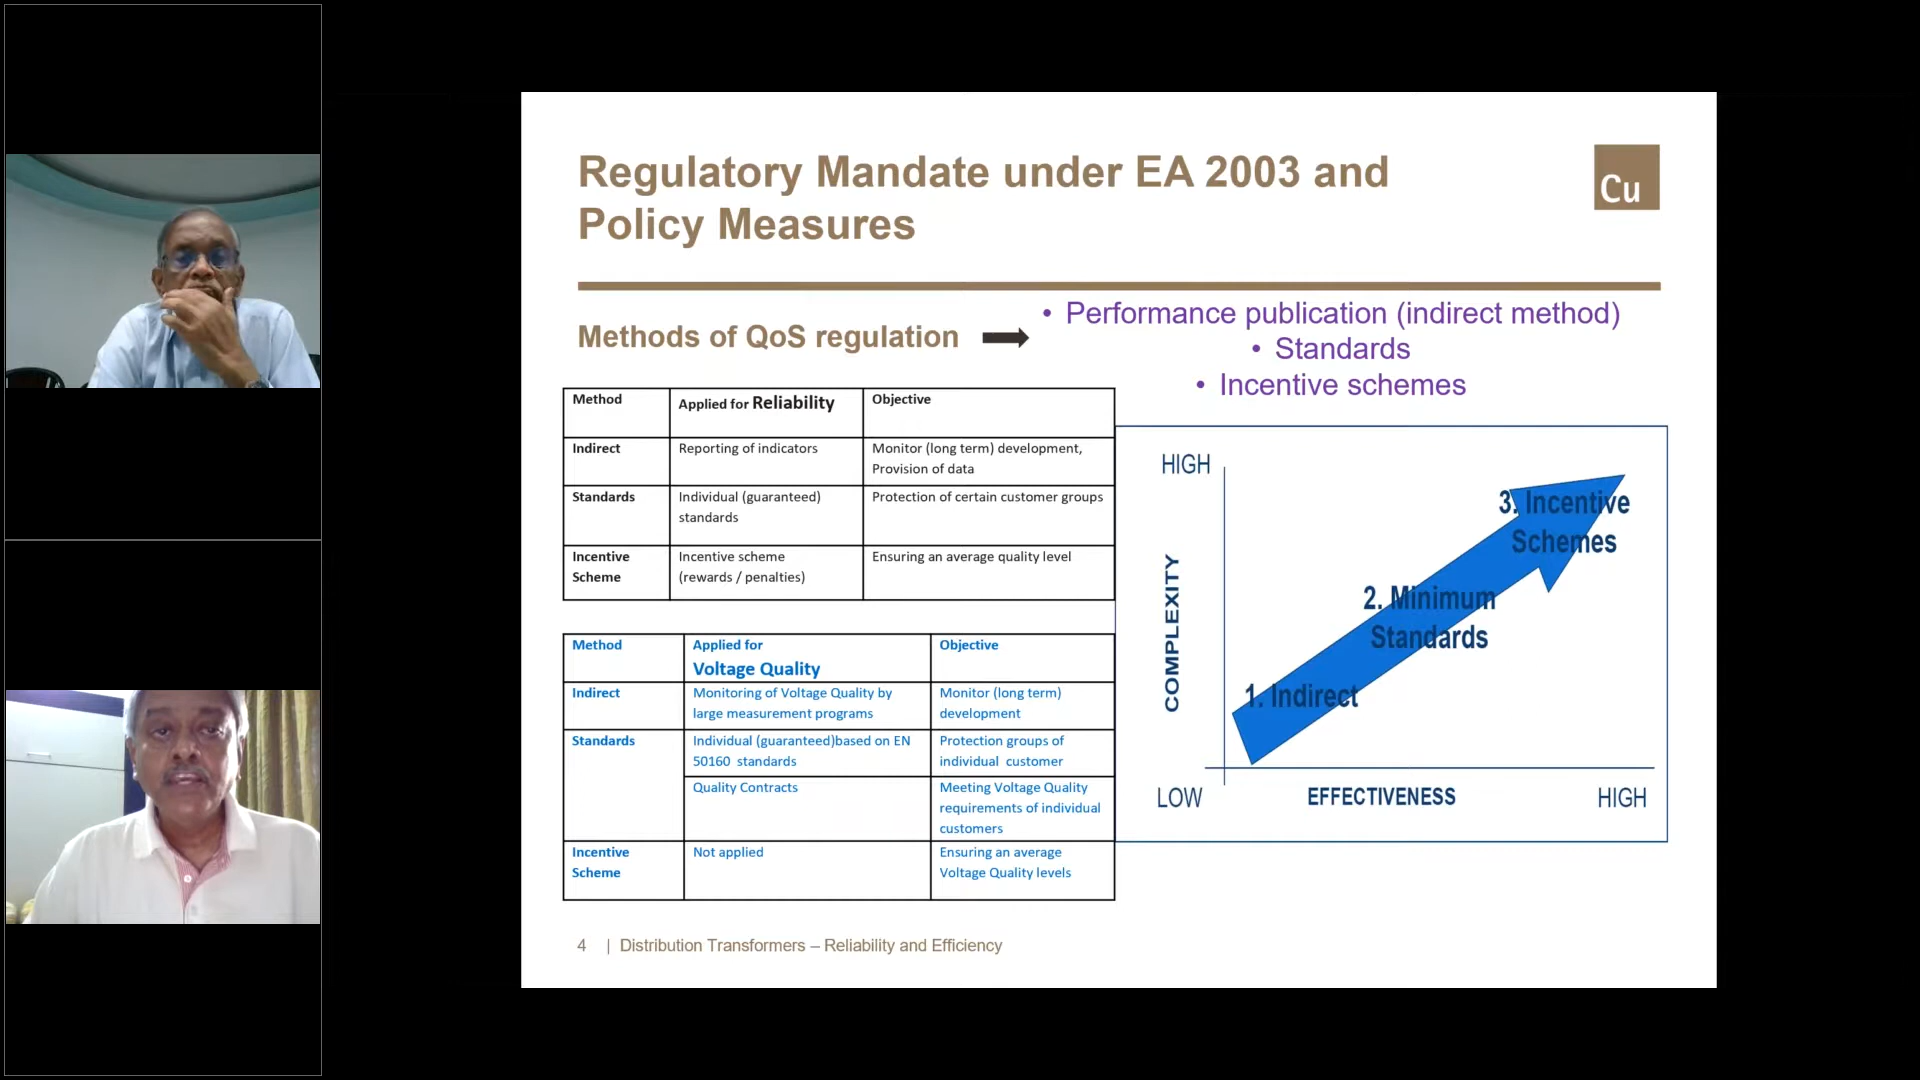 Regulatory Mandate under EA 2003 and
Policy Measures
Cu
Methods of QoS regulation
• Performance publication (indirect method)
• Standards
• Incentive schemes
Method
Applied for Reliability
Objective
Indirect
Reporting of indicators
Monitor (long term) development,
Provision of data
Standards
Individual (guaranteed)
standards
Protection of certain customer groups
Incentive
Scheme
Incentive scheme
(rewards / penalties)
Ensuring an average quality level
Method
Applied for
Voltage Quality
Objective
Indirect
Monitoring of Voltage Quality by
large measurement programs
Monitor (long term)
development
Standards
Individual (guaranteed)based on EN
50160 standards
Protection groups of
individual customer
Quality Contracts
Meeting Voltage Quality
requirements of individual
customers
Incentive
Scheme
Not applied
Ensuring an average
Voltage Quality levels
HIGH
COMPLEXITY
3. Incentive
Schemes
2. Minimum
Standards
1. Indirect
LOW
EFFECTIVENESS
HIGH
4 | Distribution Transformers – Reliability and Efficiency